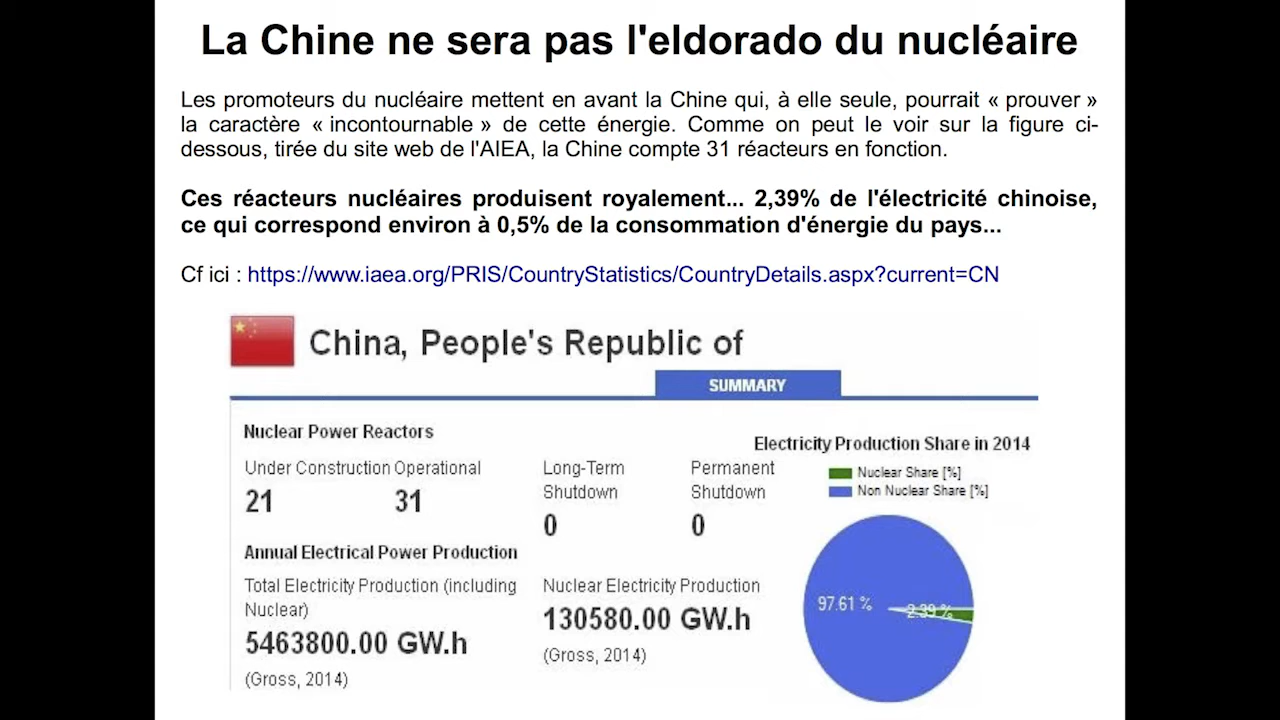 La Chine ne sera pas l'eldorado du nucléaire
Les promoteurs du nucléaire mettent en avant la Chine qui, à elle seule, pourrait « prouver »
la caractère « incontournable » de cette énergie. Comme on peut le voir sur la figure ci-
dessous, tirée du site web de l'AIEA, la Chine compte 31 réacteurs en fonction.
Ces réacteurs nucléaires produisent royalement... 2,39% de l'électricité chinoise,
ce qui correspond environ à 0,5% de la consommation d'énergie du pays...
Cf ici : https://www.iaea.org/PRIS/CountryStatistics/CountryDetails.aspx?current=CN
China, People's Republic of
SUMMARY
Nuclear Power Reactors
Under Construction Operational
21 31
Long-Term
Shutdown
0
Permanent
Shutdown
0
Annual Electrical Power Production
Total Electricity Production (including
Nuclear)
5463800.00 GW.h
(Gross, 2014)
Nuclear Electricity Production
130580.00 GW.h
(Gross, 2014)
Electricity Production Share in 2014
Nuclear Share [%]
Non Nuclear Share [%]
97.61 %
2.39 %